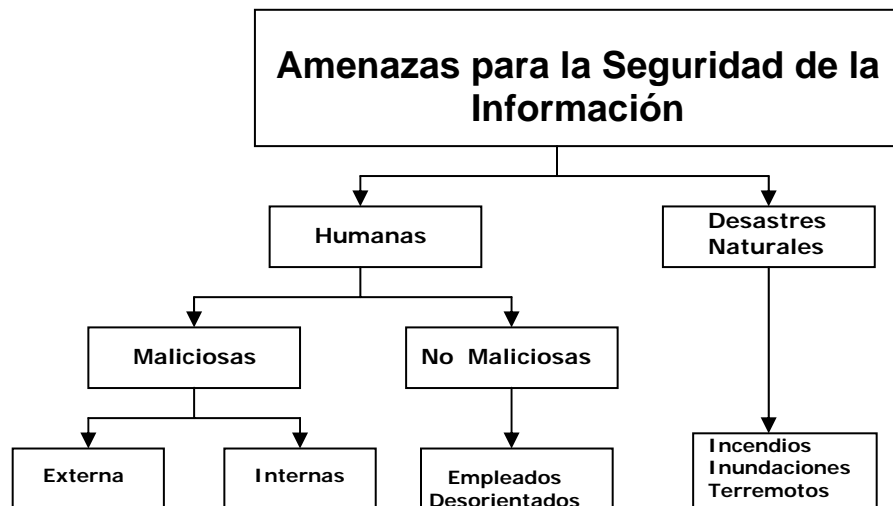 Amenazas para la Seguridad de la
Información
Humanas
Desastres
Naturales
Maliciosas
No Maliciosas
Externa
Internas
Empleados
Desorientados
Incendios
Inundaciones
Terremotos